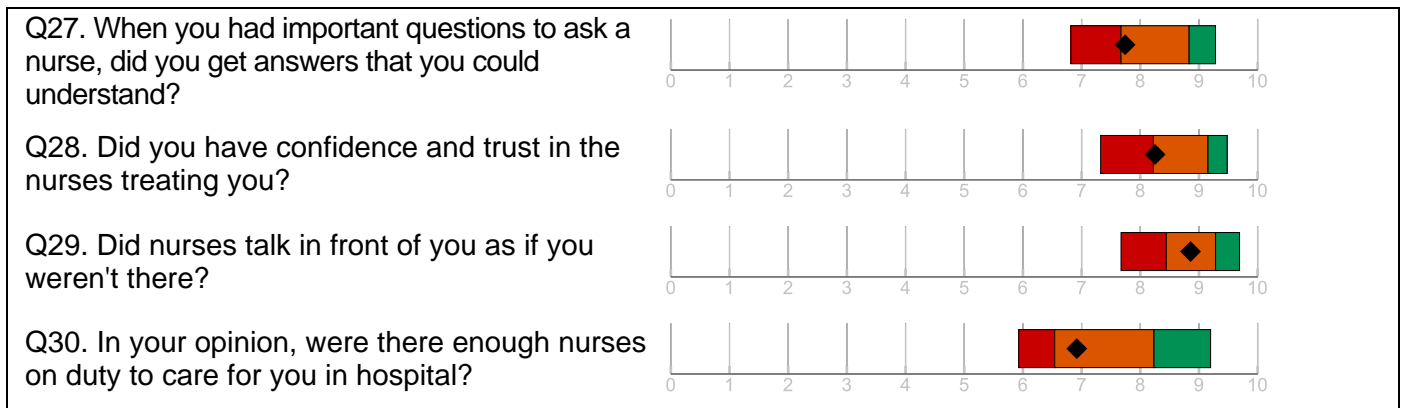 Q27. When you had important questions to ask a
nurse, did you get answers that you could
understand?
0 1 2 3 4 5 6 7 8 9 10
Q28. Did you have confidence and trust in the
nurses treating you?
0 1 2 3 4 5 6 7 8 9 10
Q29. Did nurses talk in front of you as if you
weren't there?
0 1 2 3 4 5 6 7 8 9 10
Q30. In your opinion, were there enough nurses
on duty to care for you in hospital?
0 1 2 3 4 5 6 7 8 9 10